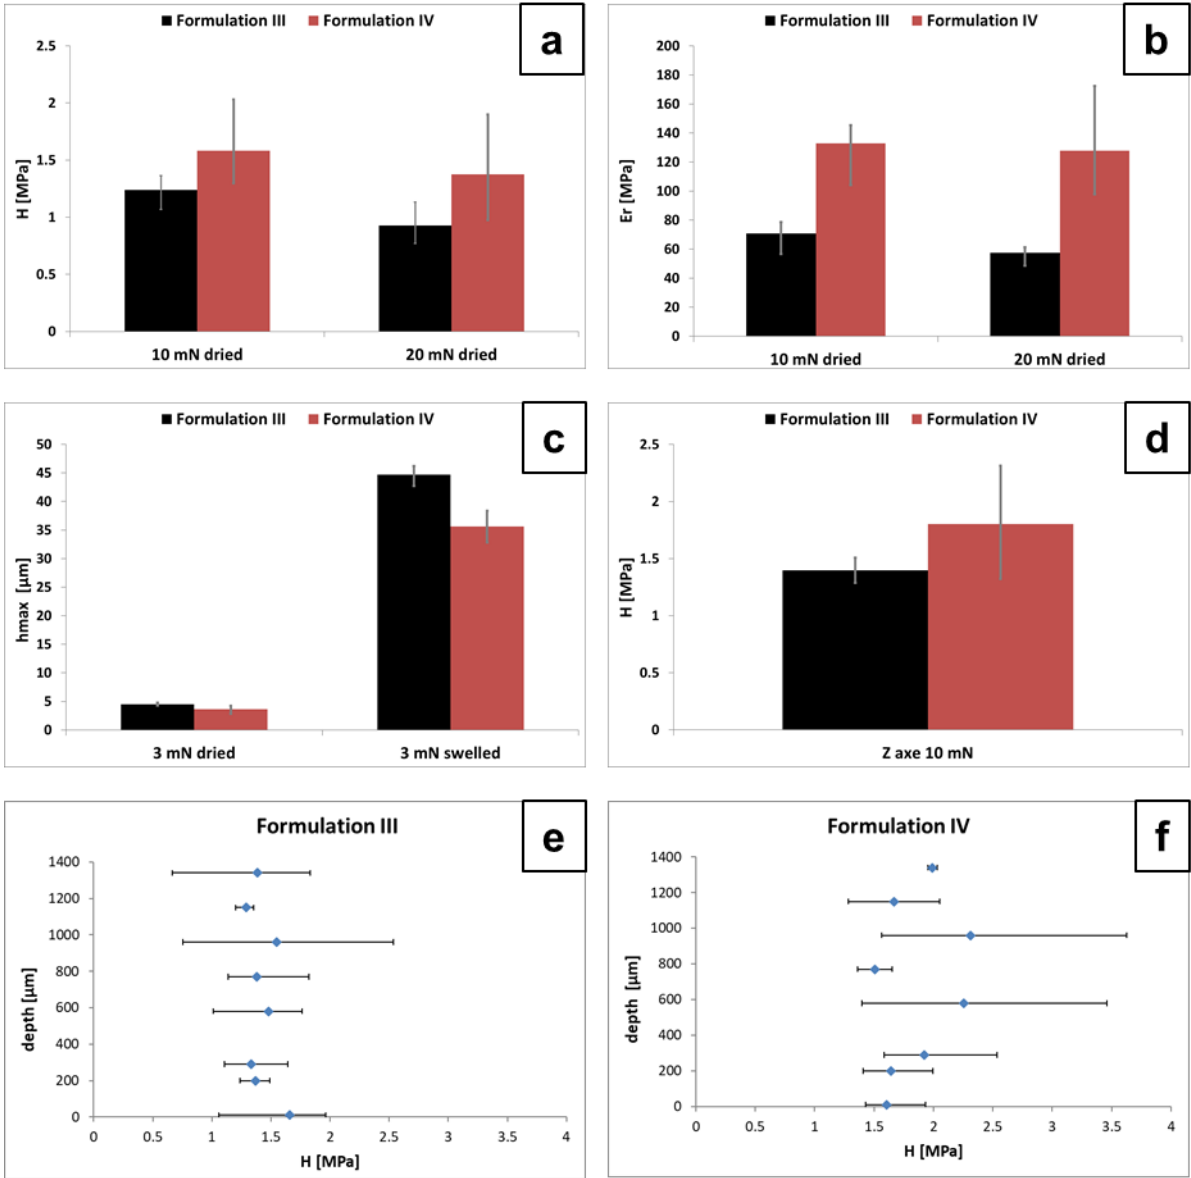 Formulation III Formulation IV
a
2.5
2
1.5
1
0.5
0
H [MPa]
10 mN dried 20 mN dried
Formulation III Formulation IV
b
200
180
160
140
120
100
80
60
40
20
0
Er [MPa]
10 mN dried 20 mN dried
Formulation III Formulation IV
c
50
45
40
35
30
25
20
15
10
5
0
hmax [µm]
3 mN dried 3 mN swelled
Formulation III Formulation IV
d
2.5
2
1.5
1
0.5
0
H [MPa]
Z axe 10 mN
Formulation III
e
1400
1200
1000
800
600
400
200
0
depth [µm]
0 0.5 1 1.5 2 2.5 3 3.5 4
H [MPa]
Formulation IV
f
1400
1200
1000
800
600
400
200
0
depth [µm]
0 0.5 1 1.5 2 2.5 3 3.5 4
H [MPa]